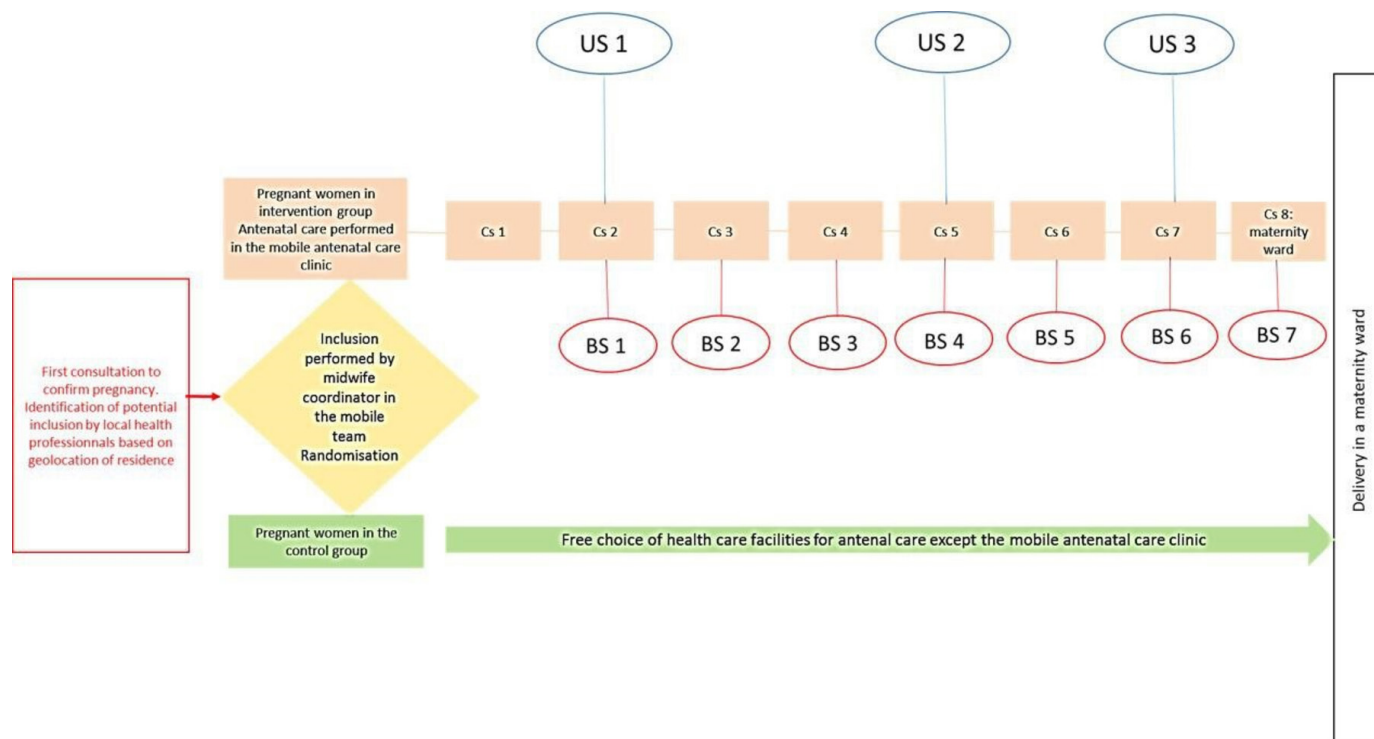 US 1
US 2
US 3
Pregnant women in
intervention group
Antenatal care performed
in the mobile antenatal care
clinic
Cs 1
Cs 2
Cs 3
Cs 4
Cs 5
Cs 6
Cs 7
Cs 8:
maternity
ward
BS 1
BS 2
BS 3
BS 4
BS 5
BS 6
BS 7
First consultation to
confirm pregnancy.
Identification of potential
inclusion by local health
professionnals based on
geolocation of residence
Inclusion
performed by
midwife
coordinator in
the mobile
team
Randomisation
Pregnant women in the
control group
Free choice of health care facilities for antenal care except the mobile antenatal care clinic
Delivery in a maternity ward